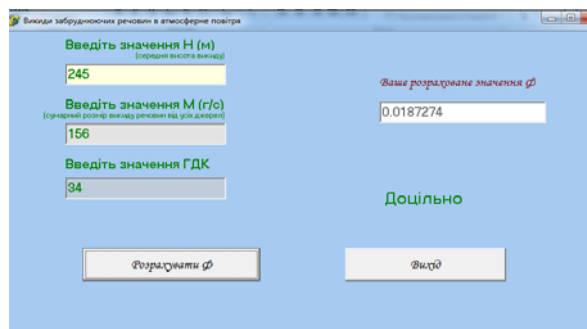 Викиди забруднюючих речовин в атмосферне повітря
Введіть значення Н (м)
(середня висота викиду)
245
Введіть значення М (г/с)
(сумарний розмір викиду речовин від усіх джерел)
156
Введіть значення ГДК
34
Ваше розраховане значення Ф
0.0187274
Доцільно
Розрахувати Ф
Вихід